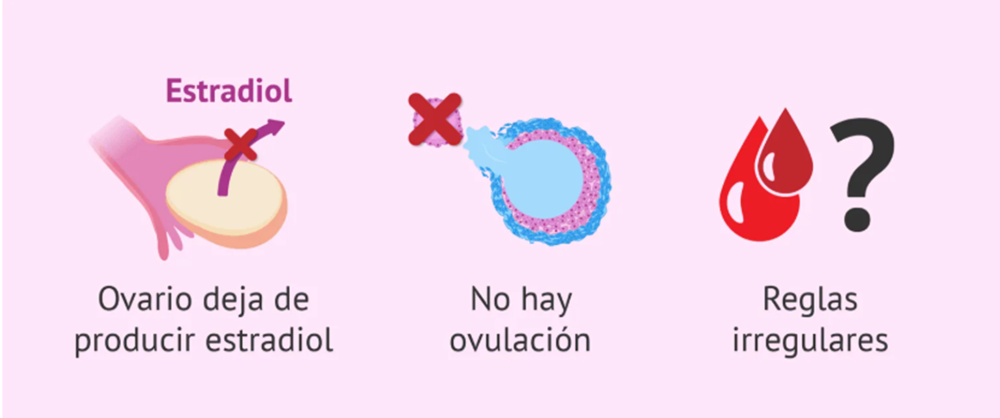 Estradiol
?
Ovario deja de
producir estradiol
No hay
ovulación
Reglas
irregulares